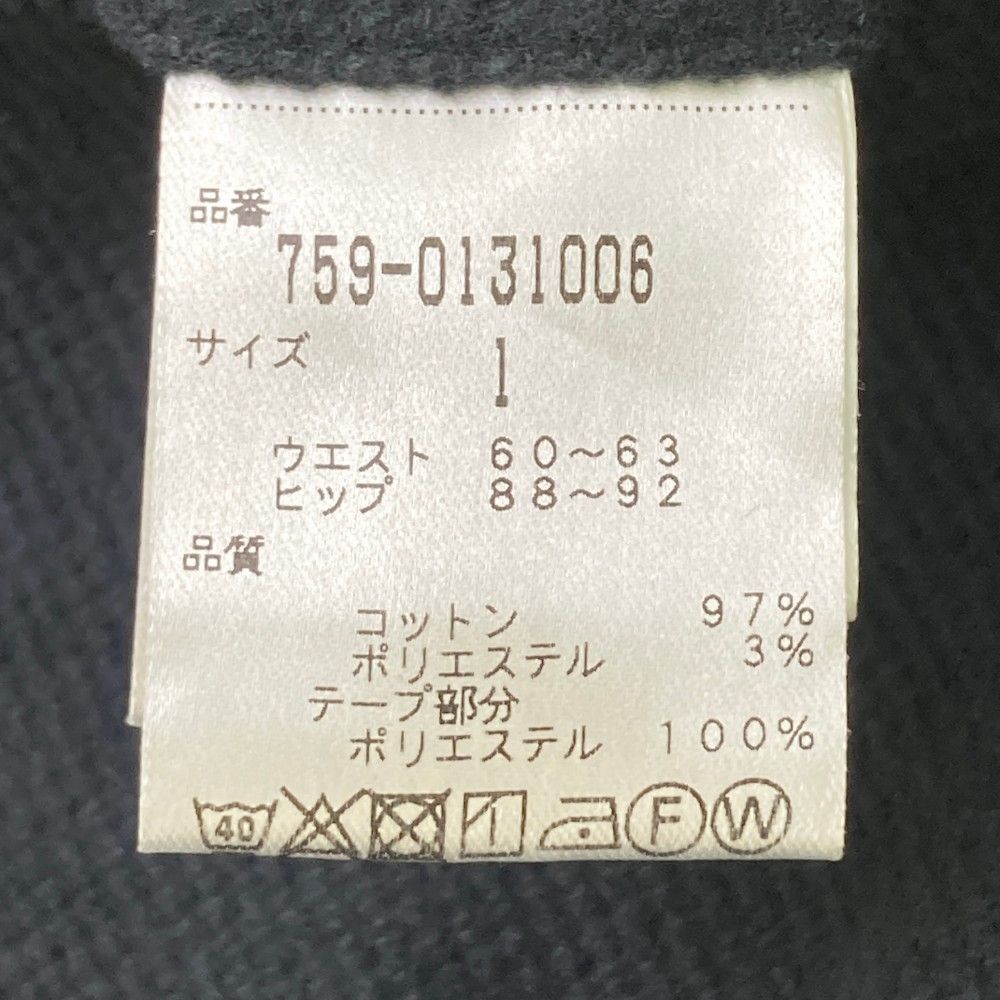 品番
759-0131006
サイズ 1
ウエスト 60～63
ヒップ 88～92
品質
コットン 97%
ポリエステル 3%
テープ部分
ポリエステル 100%
40 F W